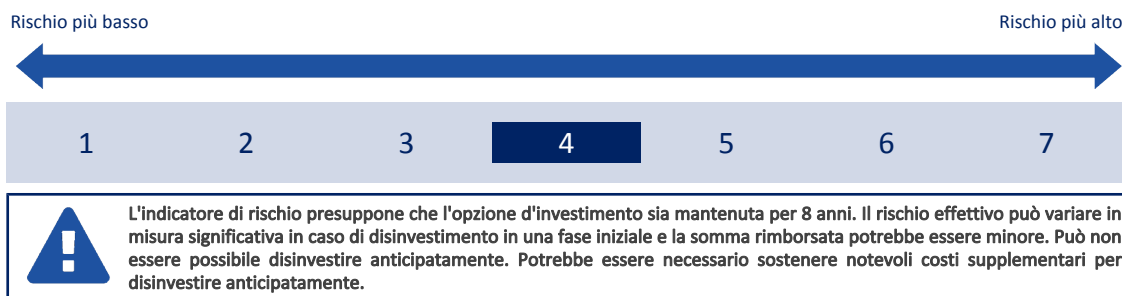 Rischio più basso Rischio più alto
1 2 3 4 5 6 7
L'indicatore di rischio presuppone che l'opzione d'investimento sia mantenuta per 8 anni. Il rischio effettivo può variare in
misura significativa in caso di disinvestimento in una fase iniziale e la somma rimborsata potrebbe essere minore. Può non
essere possibile disinvestire anticipatamente. Potrebbe essere necessario sostenere notevoli costi supplementari per
disinvestire anticipatamente.